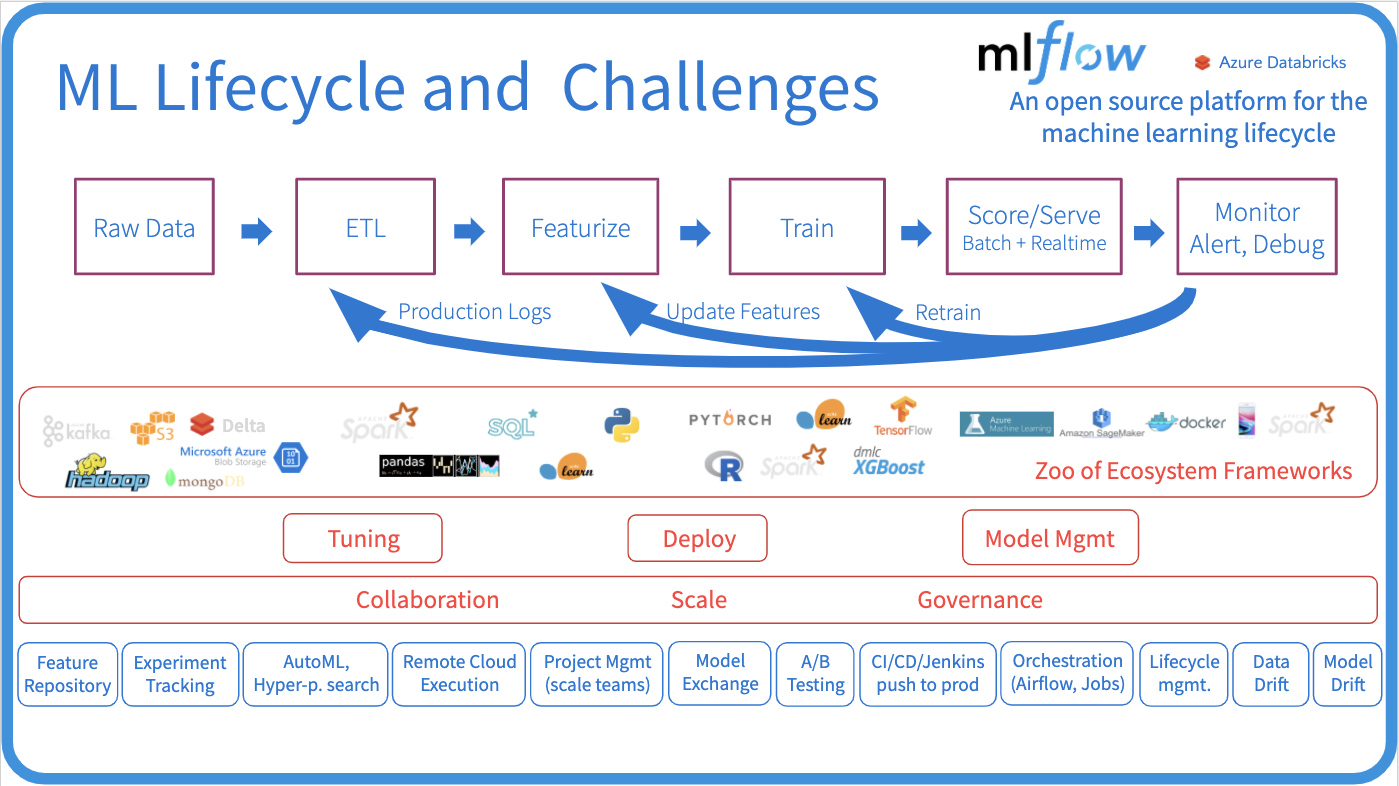 ML Lifecycle and Challenges
mlflow
Azure Databricks
An open source platform for the
machine learning lifecycle
Raw Data
ETL
Featurize
Train
Score/Serve
Batch + Realtime
Monitor
Alert, Debug
Production Logs
Update Features
Retrain
kafka
S3
Delta
Microsoft Azure
Blob Storage
hadoop
mongoDB
APACHE
Spark
SQL
pandas
learn
PYTORCH
learn
TensorFlow
R
Spark
dmlc
XGBoost
Azure
Machine Learning
Amazon SageMaker
docker
Spark
Zoo of Ecosystem Frameworks
Tuning
Deploy
Model Mgmt
Collaboration
Scale
Governance
Feature
Repository
Experiment
Tracking
AutoML,
Hyper-p. search
Remote Cloud
Execution
Project Mgmt
(scale teams)
Model
Exchange
A/B
Testing
CI/CD/Jenkins
push to prod
Orchestration
(Airflow, Jobs)
Lifecycle
mgmt.
Data
Drift
Model
Drift